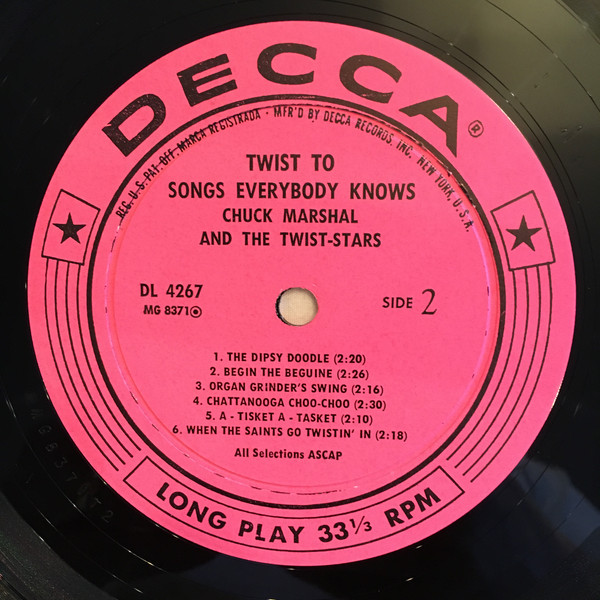 DECCA®
REG. U.S. PAT. OFF. MARCA REGISTRADA • MFR'D BY DECCA RECORDS, INC., NEW YORK, U.S.A.
TWIST TO
SONGS EVERYBODY KNOWS
CHUCK MARSHAL
AND THE TWIST-STARS
DL 4267
MG 8371
SIDE 2
1. THE DIPSY DOODLE (2:20)
2. BEGIN THE BEGUINE (2:26)
3. ORGAN GRINDER'S SWING (2:16)
4. CHATTANOOGA CHOO-CHOO (2:30)
5. A - TISKET A - TASKET (2:10)
6. WHEN THE SAINTS GO TWISTIN' IN (2:18)
All Selections ASCAP
LONG PLAY 33⅓ RPM